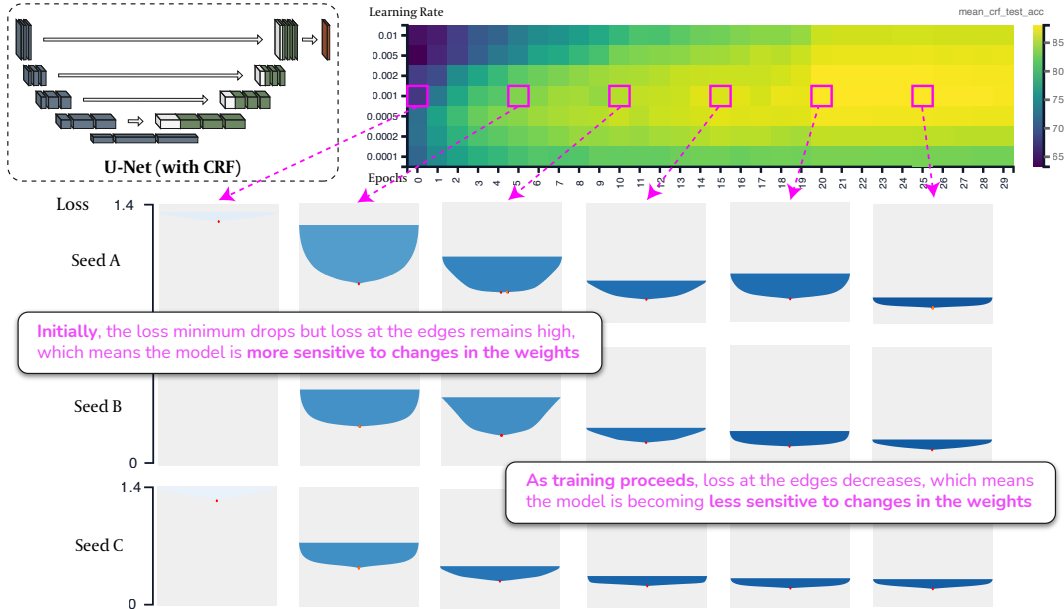 U-Net (with CRF)
Learning Rate
mean_crf_test_acc
0.01
0.005
0.002
0.001
0.0005
0.0002
0.0001
85
80
75
70
65
Epochs
0 1 2 3 4 5 6 7 8 9 10 11 12 13 14 15 16 17 18 19 20 21 22 23 24 25 26 27 28 29
Loss
1.4
Seed A
Initially, the loss minimum drops but loss at the edges remains high,
which means the model is more sensitive to changes in the weights
Seed B
0
As training proceeds, loss at the edges decreases, which means
the model is becoming less sensitive to changes in the weights
1.4
Seed C
0